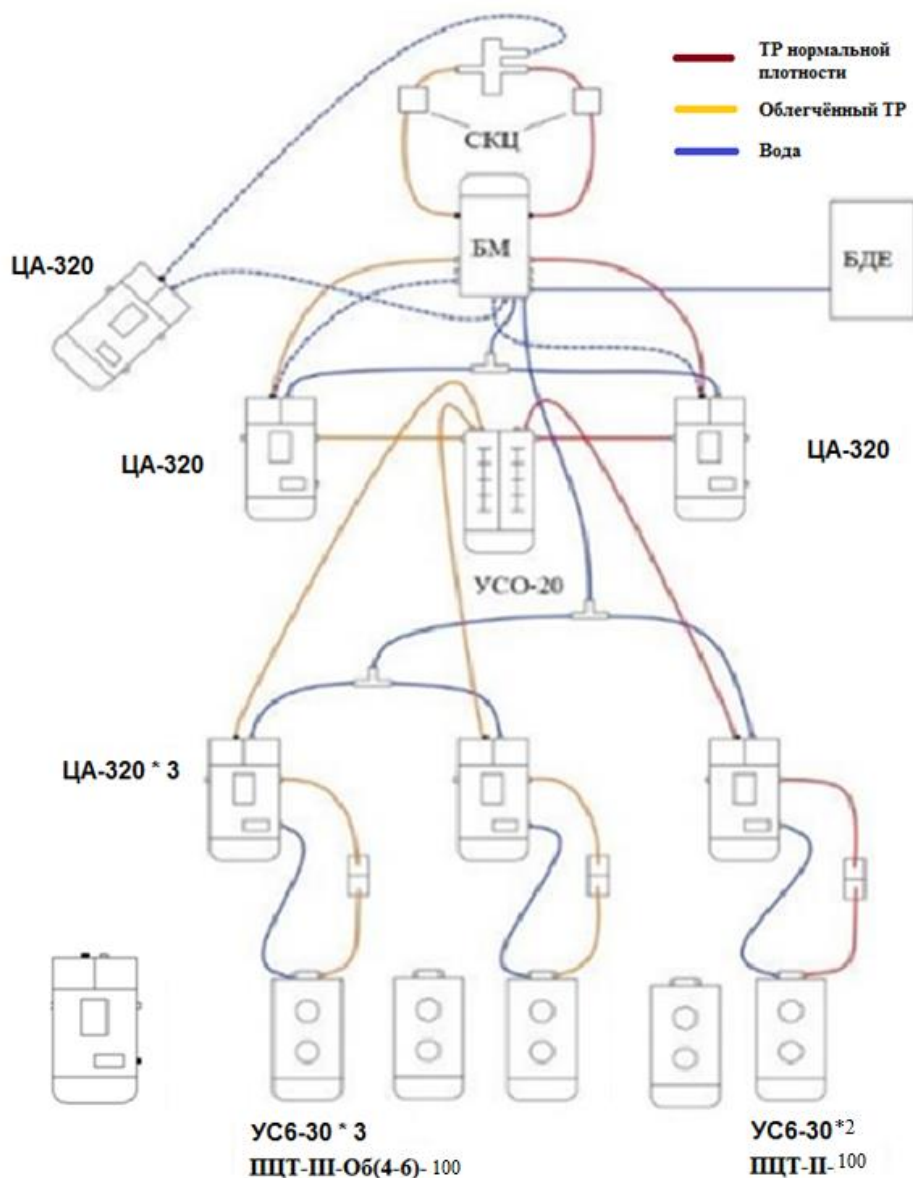 ТР нормальной
плотности
Облегчённый ТР
Вода
СКЦ
БМ
БДЕ
ЦА-320
ЦА-320
ЦА-320
УСО-20
ЦА-320 * 3
УС6-30 * 3
ПЦТ-III-Об(4-6)- 100
УС6-30*2
ПЦТ-II-100